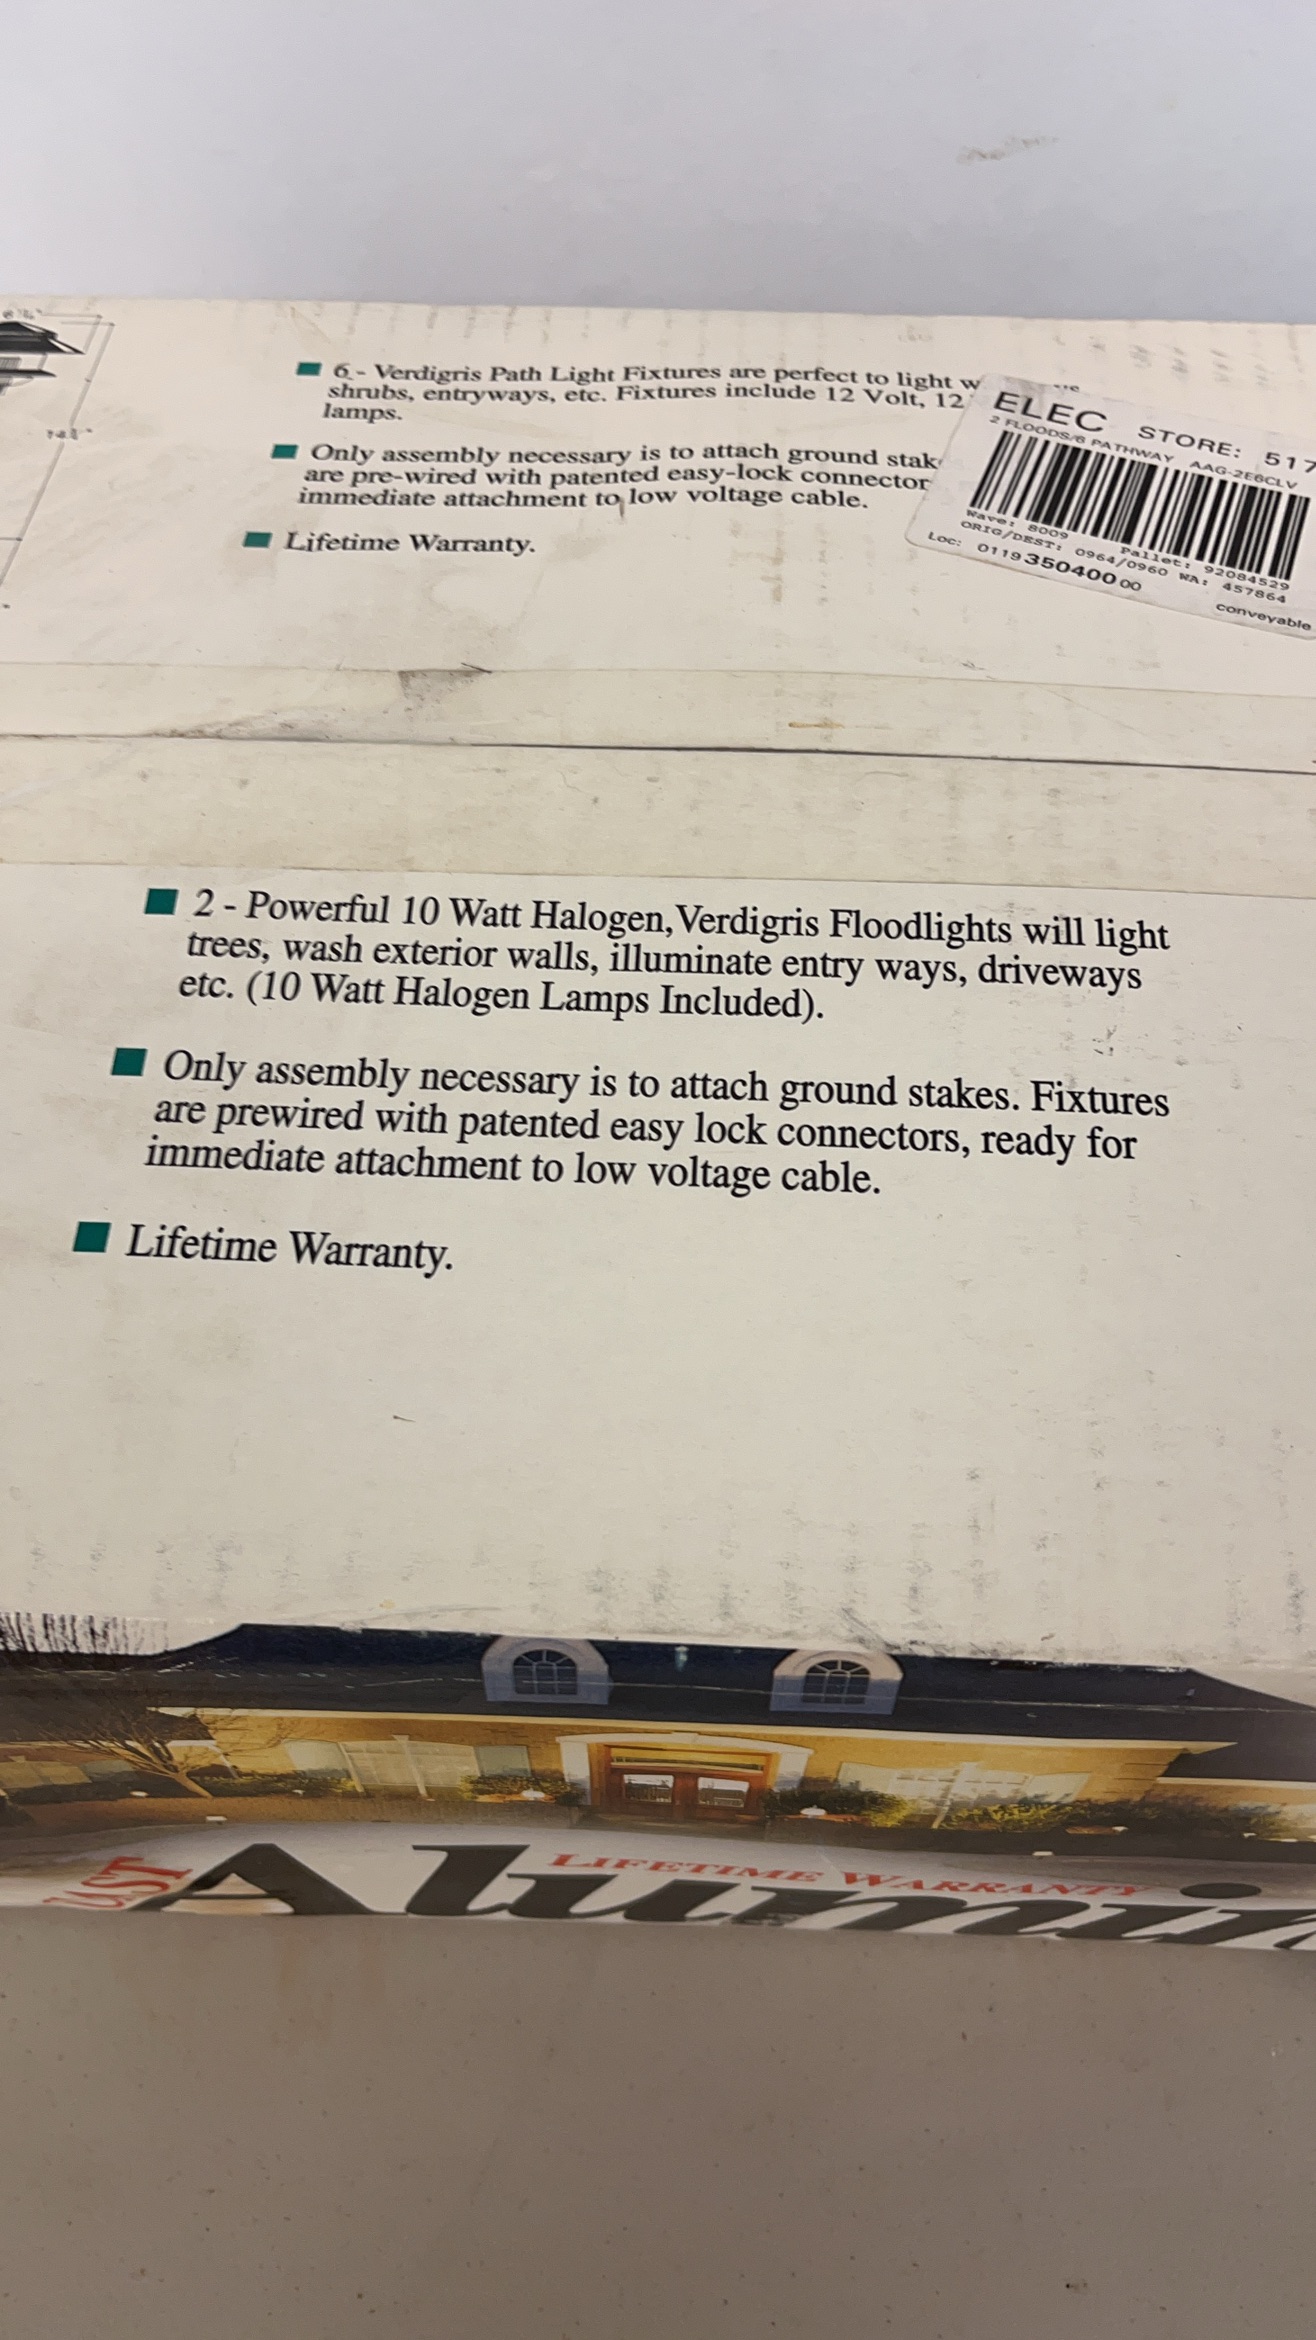 6 - Verdigris Path Light Fixtures are perfect to light w
shrubs, entryways, etc. Fixtures include 12 Volt, 12
lamps.
Only assembly necessary is to attach ground stak
are pre-wired with patented easy-lock connector
immediate attachment to low voltage cable.
Lifetime Warranty.
ELEC STORE: 517
2 FLOODS/6 PATHWAY AAG-2E6CLV
Wave: 8009 Pallet: 92084529
ORIG/DEST: 0964/0960 WA: 457864
Loc: 011935040000
conveyable
2 - Powerful 10 Watt Halogen, Verdigris Floodlights will light
trees, wash exterior walls, illuminate entry ways, driveways
etc. (10 Watt Halogen Lamps Included).
Only assembly necessary is to attach ground stakes. Fixtures
are prewired with patented easy lock connectors, ready for
immediate attachment to low voltage cable.
Lifetime Warranty.
LIFETIME WARRANTY
AST Alumin